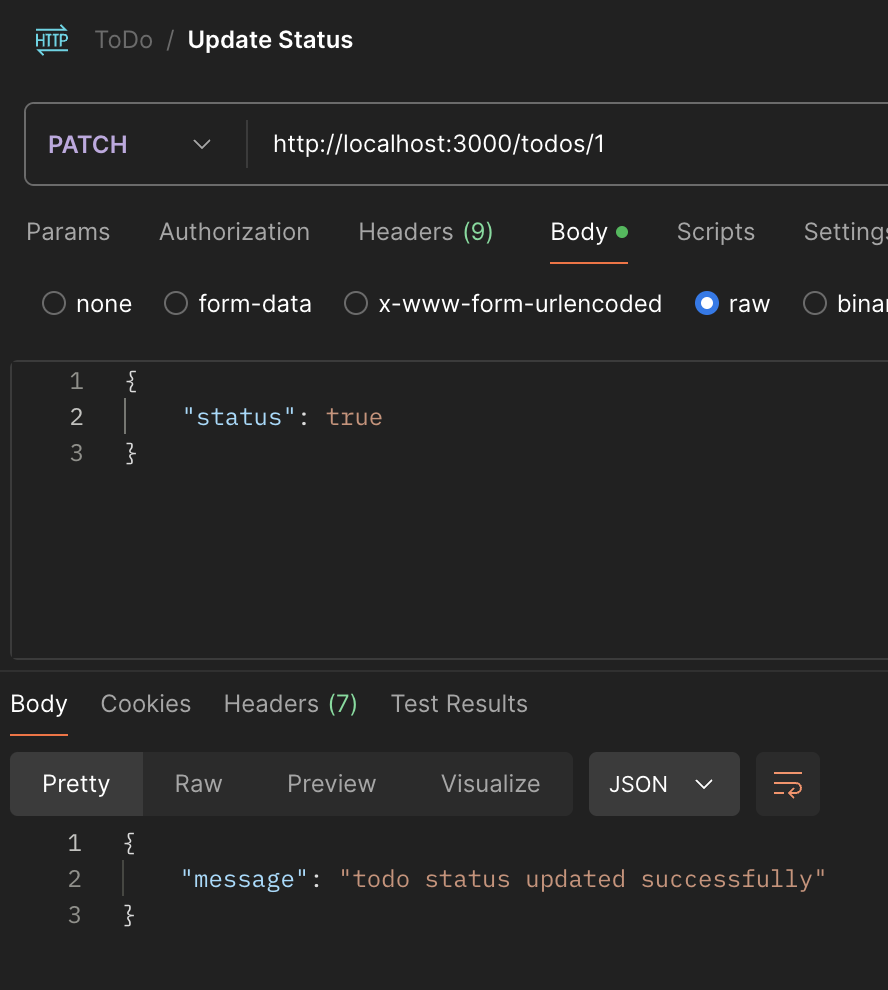 HTTP ToDo / Update Status
PATCH http://localhost:3000/todos/1
Params Authorization Headers (9) Body Scripts Settings
none form-data x-www-form-urlencoded raw
1 {
2 "status": true
3 }
Body Cookies Headers (7) Test Results
Pretty Raw Preview Visualize JSON
1 {
2 "message": "todo status updated successfully"
3 }